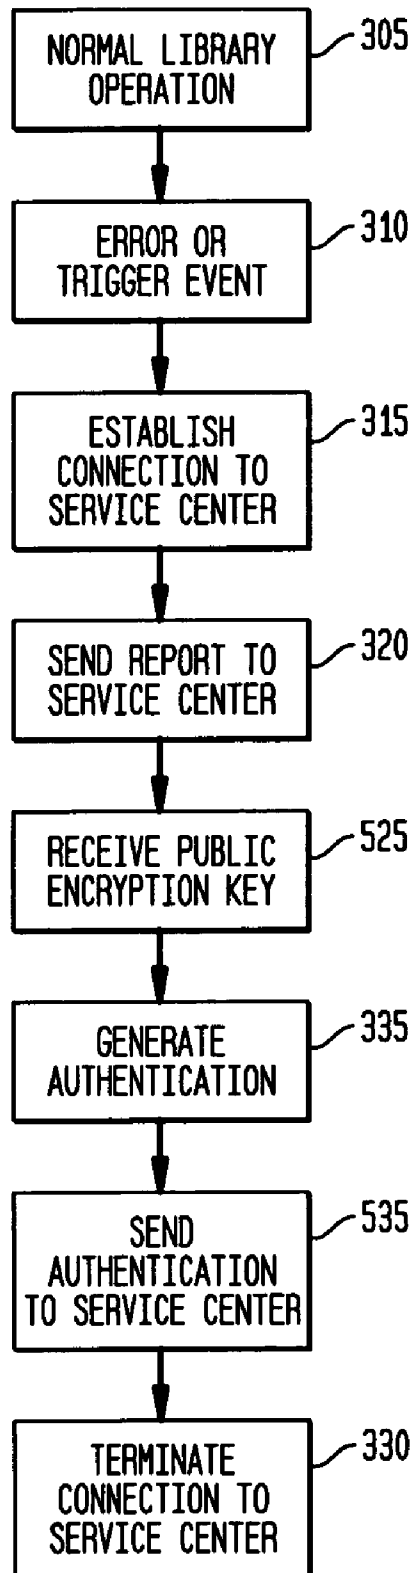 NORMAL LIBRARY
OPERATION
305
ERROR OR
TRIGGER EVENT
310
ESTABLISH
CONNECTION TO
SERVICE CENTER
315
SEND REPORT TO
SERVICE CENTER
320
RECEIVE PUBLIC
ENCRYPTION KEY
525
GENERATE
AUTHENTICATION
335
SEND
AUTHENTICATION
TO SERVICE CENTER
535
TERMINATE
CONNECTION TO
SERVICE CENTER
330